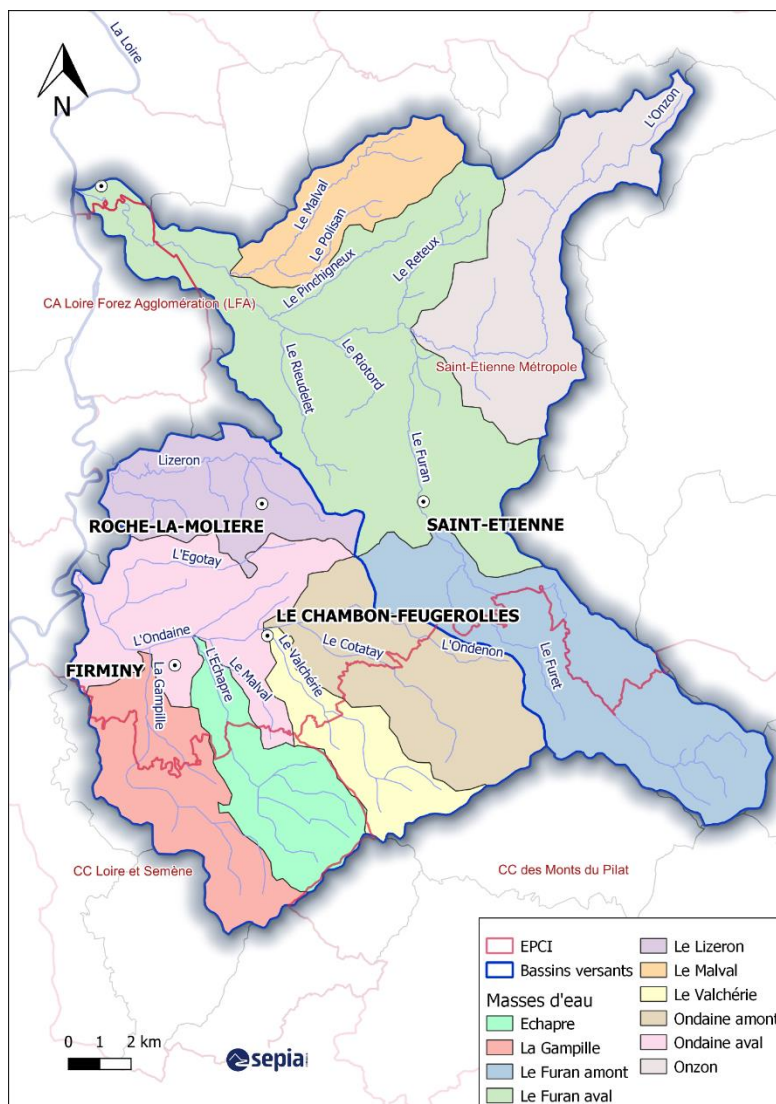 La Loire
N
L'Onzon
Le Malval
Le Polisan
Le Pinchigneux
Le Reteux
CA Loire Forez Agglomération (LFA)
Le Riotord
Le Rieudelet
Saint-Etienne Métropole
Le Furan
Lizeron
ROCHE-LA-MOLIERE
SAINT-ETIENNE
L'Egotay
LE CHAMBON-FEUGEROLLES
L'Ondaine
Le Cotatay
L'Ondenon
Le Valchérie
FIRMINY
La Gampille
L'Echapre
Le Malval
Le Furet
CC Loire et Semène
CC des Monts du Pilat
EPCI
Bassins versants
Masses d'eau
Echapre
La Gampille
Le Furan amont
Le Furan aval
Le Lizeron
Le Malval
Le Valchérie
Ondaine amont
Ondaine aval
Onzon
0 1 2 km
sepia